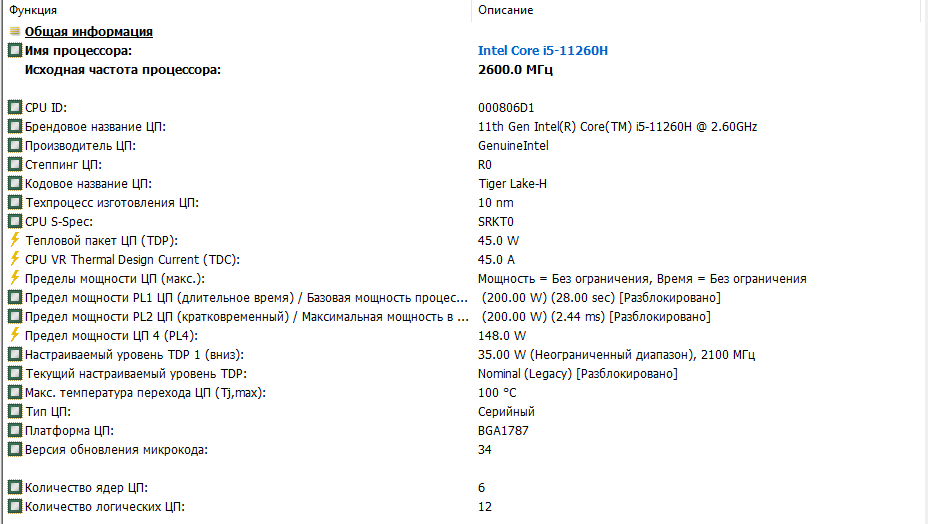 Функция Описание
Общая информация
Имя процессора: Intel Core i5-11260H
Исходная частота процессора: 2600.0 МГц
CPU ID: 000806D1
Брендовое название ЦП: 11th Gen Intel(R) Core(TM) i5-11260H @ 2.60GHz
Производитель ЦП: GenuineIntel
Степпинг ЦП: R0
Кодовое название ЦП: Tiger Lake-H
Техпроцесс изготовления ЦП: 10 nm
CPU S-Spec: SRKT0
Тепловой пакет ЦП (TDP): 45.0 W
CPU VR Thermal Design Current (TDC): 45.0 A
Пределы мощности ЦП (макс.): Мощность = Без ограничения, Время = Без ограничения
Предел мощности PL1 ЦП (длительное время) / Базовая мощность процес... (200.00 W) (28.00 sec) [Разблокировано]
Предел мощности PL2 ЦП (кратковременный) / Максимальная мощность в ... (200.00 W) (2.44 ms) [Разблокировано]
Предел мощности ЦП 4 (PL4): 148.0 W
Настраиваемый уровень TDP 1 (вниз): 35.00 W (Неограниченный диапазон), 2100 МГц
Текущий настраиваемый уровень TDP: Nominal (Legacy) [Разблокировано]
Макс. температура перехода ЦП (Tj,max): 100 °C
Тип ЦП: Серийный
Платформа ЦП: BGA1787
Версия обновления микрокода: 34
Количество ядер ЦП: 6
Количество логических ЦП: 12